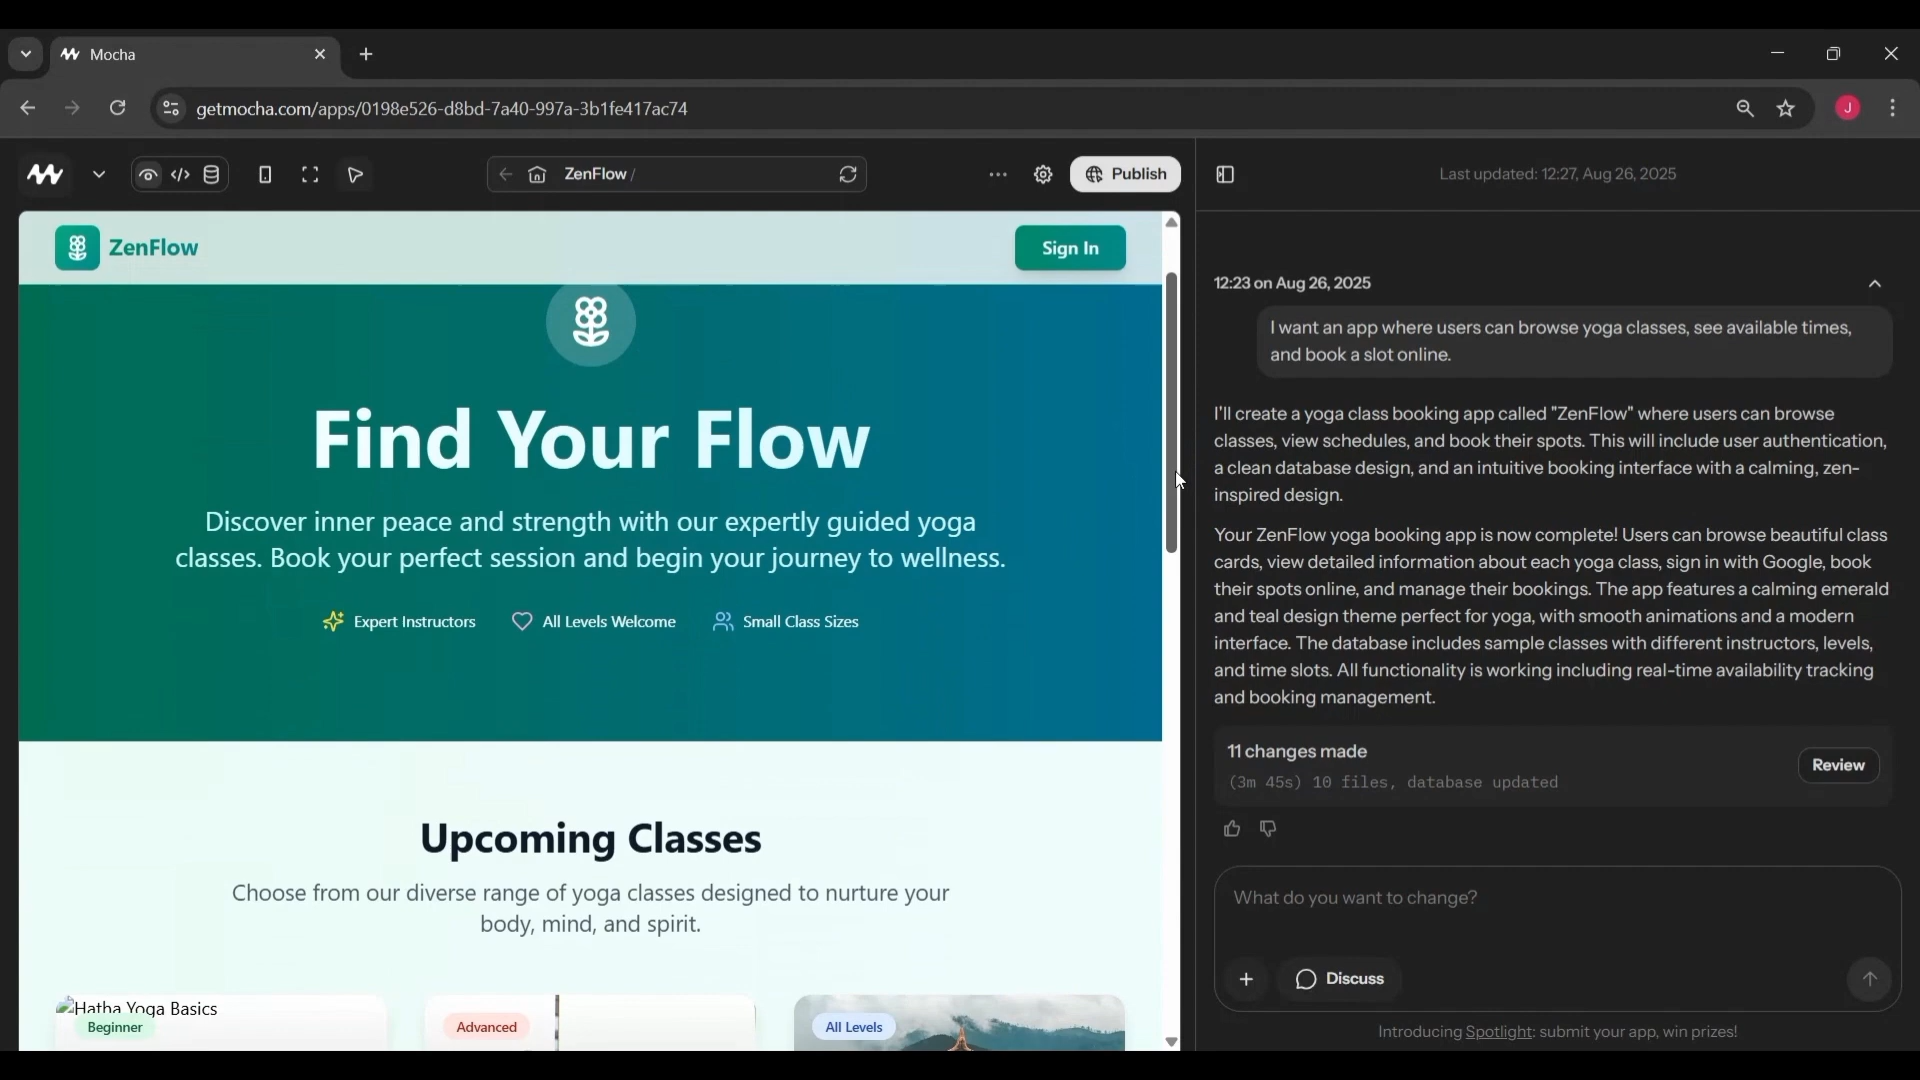 Mocha
getmocha.com/apps/0198e526-d8bd-7a40-997a-3b1fe417ac74
J
ZenFlow /
Publish
Last updated: 12:27, Aug 26, 2025
ZenFlow
Sign In
Find Your Flow
Discover inner peace and strength with our expertly guided yoga
classes. Book your perfect session and begin your journey to wellness.
Expert Instructors
All Levels Welcome
Small Class Sizes
Upcoming Classes
Choose from our diverse range of yoga classes designed to nurture your
body, mind, and spirit.
Hatha Yoga Basics
Beginner
Advanced
All Levels
12:23 on Aug 26, 2025
I want an app where users can browse yoga classes, see available times,
and book a slot online.
I'll create a yoga class booking app called "ZenFlow" where users can browse
classes, view schedules, and book their spots. This will include user authentication,
a clean database design, and an intuitive booking interface with a calming, zen-
inspired design.
Your ZenFlow yoga booking app is now complete! Users can browse beautiful class
cards, view detailed information about each yoga class, sign in with Google, book
their spots online, and manage their bookings. The app features a calming emerald
and teal design theme perfect for yoga, with smooth animations and a modern
interface. The database includes sample classes with different instructors, levels,
and time slots. All functionality is working including real-time availability tracking
and booking management.
11 changes made
(3m 45s) 10 files, database updated
Review
What do you want to change?
Discuss
Introducing Spotlight: submit your app, win prizes!